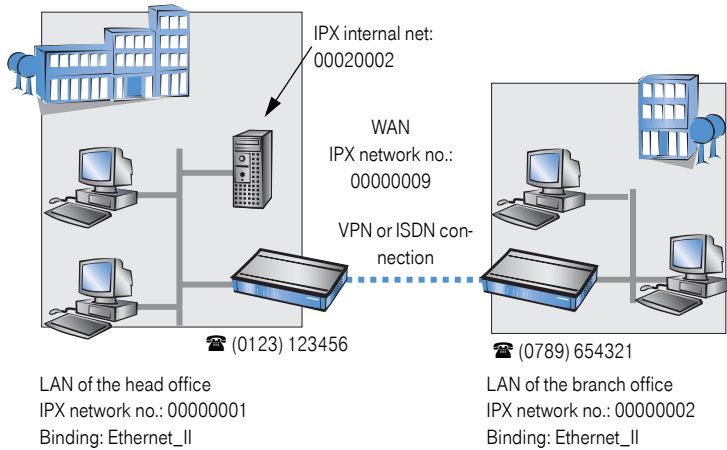 IPX internal net:
00020002
WAN
IPX network no.:
00000009
VPN or ISDN con-
nection
☎ (0123) 123456
☎ (0789) 654321
LAN of the head office
IPX network no.: 00000001
Binding: Ethernet_II
LAN of the branch office
IPX network no.: 00000002
Binding: Ethernet_II